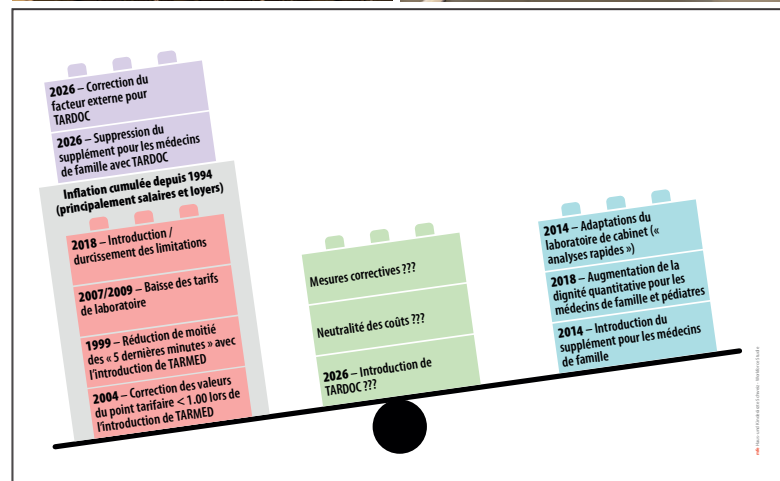 2026 – Correction du
facteur externe pour
TARDOC
2026 – Suppression du
supplément pour les médecins
de famille avec TARDOC
Inflation cumulée depuis 1994
(principalement salaires et loyers)
2018 – Introduction /
durcissement des limitations
2007/2009 – Baisse des tarifs
de laboratoire
1999 – Réduction de moitié
des « 5 dernières minutes » avec
l’introduction de TARMED
2004 – Correction des valeurs
du point tarifaire < 1.00 lors de
l’introduction de TARMED
Mesures correctives ???
Neutralité des coûts ???
2026 – Introduction de
TARDOC ???
2014 – Adaptations du
laboratoire de cabinet («
analyses rapides »)
2018 – Augmentation de la
dignité quantitative pour les
médecins de famille et pédiatres
2014 – Introduction du
supplément pour les médecins
de famille